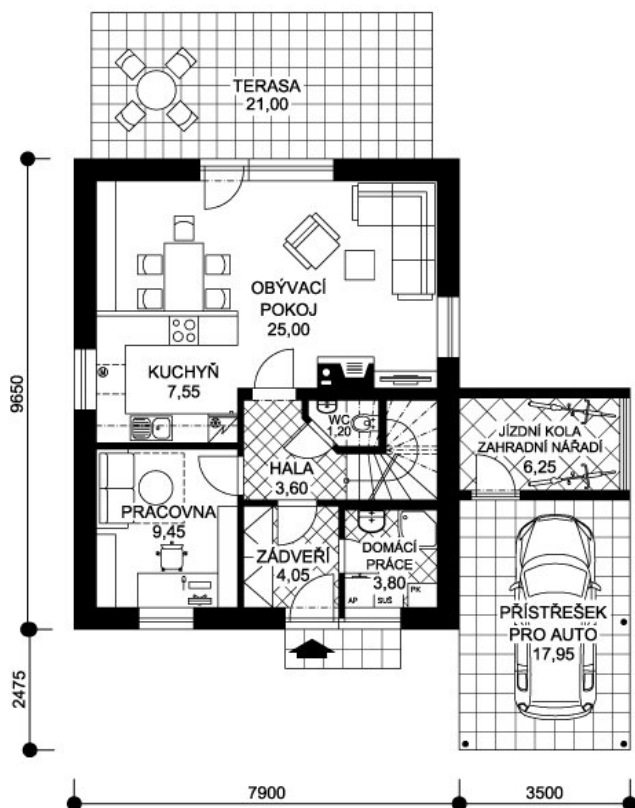 TERASA
21,00
OBÝVACÍ
POKOJ
25,00
KUCHYŇ
7,55
WC
1,20
JÍZDNÍ KOLA
ZAHRADNÍ NÁŘADÍ
6,25
HALA
3,60
PRACOVNA
9,45
ZÁDVEŘÍ
4,05
DOMÁCÍ
PRÁCE
3,80
AP
SUŠ
PK
PŘÍSTŘEŠEK
PRO AUTO
17,95
9650
2475
7900
3500